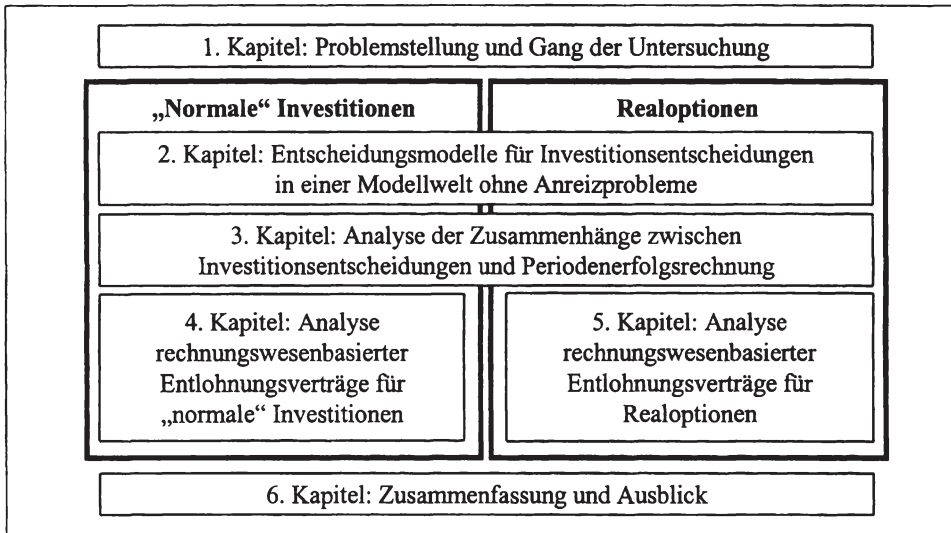 1. Kapitel: Problemstellung und Gang der Untersuchung
„Normale“ Investitionen
Realoptionen
2. Kapitel: Entscheidungsmodelle für Investitionsentscheidungen
in einer Modellwelt ohne Anreizprobleme
3. Kapitel: Analyse der Zusammenhänge zwischen
Investitionsentscheidungen und Periodenerfolgsrechnung
4. Kapitel: Analyse
rechnungswesenbasierter
Entlohnungsverträge für
„normale“ Investitionen
5. Kapitel: Analyse
rechnungswesenbasierter
Entlohnungsverträge für
Realoptionen
6. Kapitel: Zusammenfassung und Ausblick